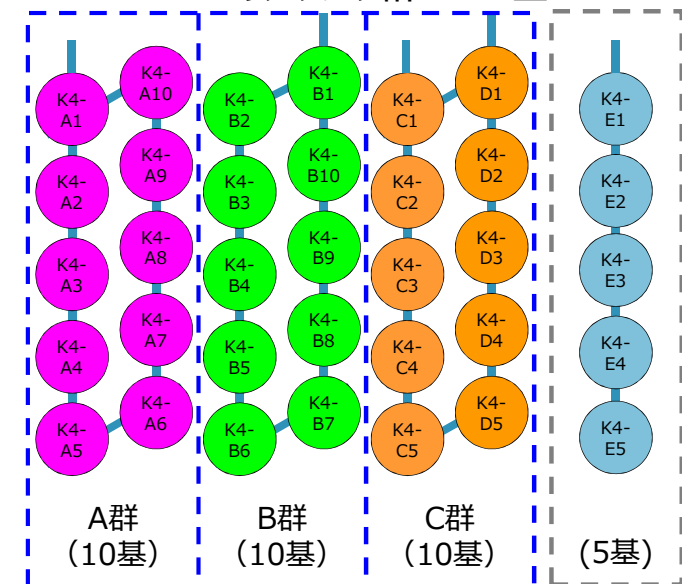 K4-
A1
K4-
A2
K4-
A3
K4-
A4
K4-
A5
K4-
A10
K4-
A9
K4-
A8
K4-
A7
K4-
A6
K4-
B2
K4-
B3
K4-
B4
K4-
B5
K4-
B6
K4-
B1
K4-
B10
K4-
B9
K4-
B8
K4-
B7
K4-
C1
K4-
C2
K4-
C3
K4-
C4
K4-
C5
K4-
D1
K4-
D2
K4-
D3
K4-
D4
K4-
D5
K4-
E1
K4-
E2
K4-
E3
K4-
E4
K4-
E5
A群
（10基）
B群
（10基）
C群
（10基）
(5基)